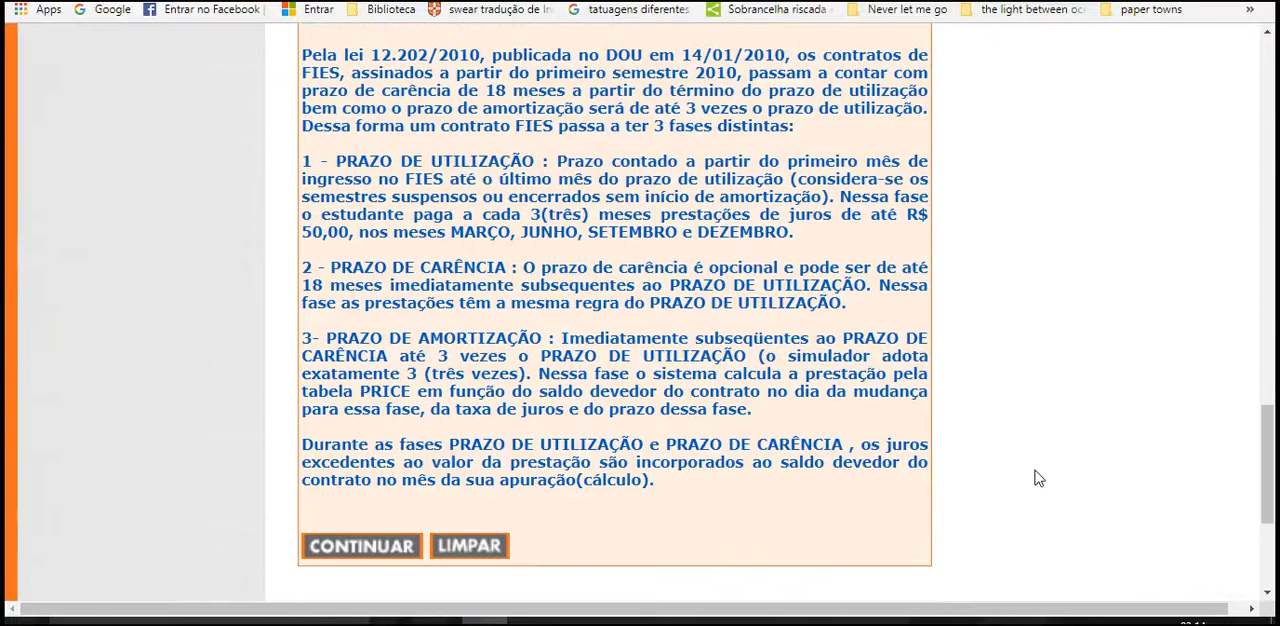 Apps Google Entrar no Facebook Entrar Biblioteca swear tradução de In tatuagens diferentes Sobrancelha riscada Never let me go the light between oc paper towns »
Pela lei 12.202/2010, publicada no DOU em 14/01/2010, os contratos de
FIES, assinados a partir do primeiro semestre 2010, passam a contar com
prazo de carência de 18 meses a partir do término do prazo de utilização
bem como o prazo de amortização será de até 3 vezes o prazo de utilização.
Dessa forma um contrato FIES passa a ter 3 fases distintas:
1 - PRAZO DE UTILIZAÇÃO : Prazo contado a partir do primeiro mês de
ingresso no FIES até o último mês do prazo de utilização (considera-se os
semestres suspensos ou encerrados sem início de amortização). Nessa fase
o estudante paga a cada 3(três) meses prestações de juros de até R$
50,00, nos meses MARÇO, JUNHO, SETEMBRO e DEZEMBRO.
2 - PRAZO DE CARÊNCIA : O prazo de carência é opcional e pode ser de até
18 meses imediatamente subsequentes ao PRAZO DE UTILIZAÇÃO. Nessa
fase as prestações têm a mesma regra do PRAZO DE UTILIZAÇÃO.
3- PRAZO DE AMORTIZAÇÃO : Imediatamente subseqüentes ao PRAZO DE
CARÊNCIA até 3 vezes o PRAZO DE UTILIZAÇÃO (o simulador adota
exatamente 3 (três vezes). Nessa fase o sistema calcula a prestação pela
tabela PRICE em função do saldo devedor do contrato no dia da mudança
para essa fase, da taxa de juros e do prazo dessa fase.
Durante as fases PRAZO DE UTILIZAÇÃO e PRAZO DE CARÊNCIA , os juros
excedentes ao valor da prestação são incorporados ao saldo devedor do
contrato no mês da sua apuração(cálculo).
CONTINUAR LIMPAR